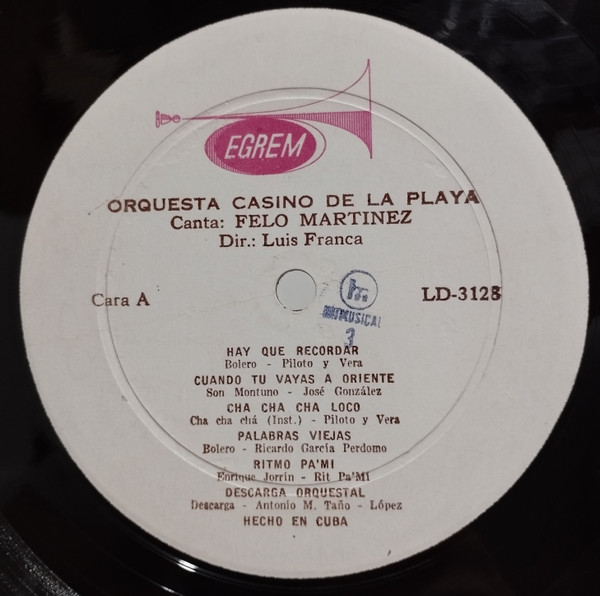 EGREM
ORQUESTA CASINO DE LA PLAYA
Canta: FELO MARTINEZ
Dir.: Luis Franca
Cara A
LD-3128
ARTMUSICAL
3
HAY QUE RECORDAR
Bolero - Piloto y Vera
CUANDO TU VAYAS A ORIENTE
Son Montuno - José González
CHA CHA CHA LOCO
Cha cha chá (Inst.) - Piloto y Vera
PALABRAS VIEJAS
Bolero - Ricardo García Perdomo
RITMO PA'MI
Enrique Jorrín - Rit Pa'Mi
DESCARGA ORQUESTAL
Descarga - Antonio M. Taño - López
HECHO EN CUBA